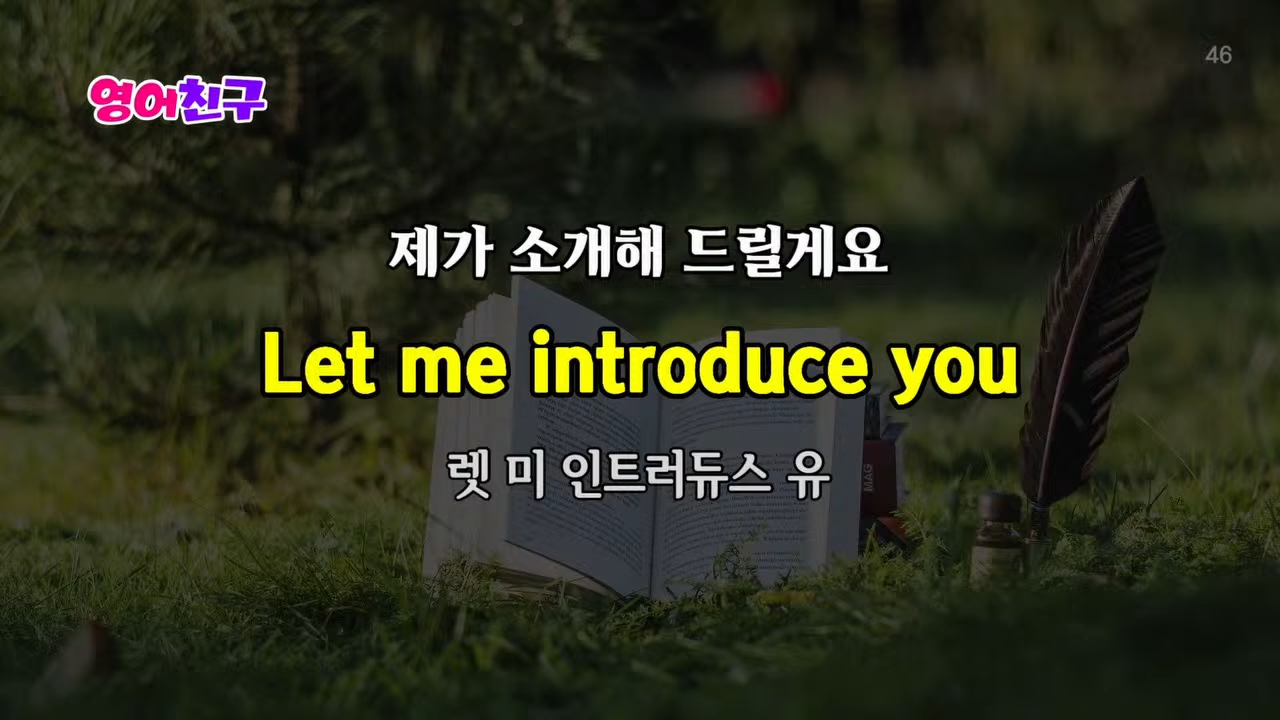 46
영어친구
제가 소개해 드릴게요
Let me introduce you
렛 미 인트러듀스 유
MAG